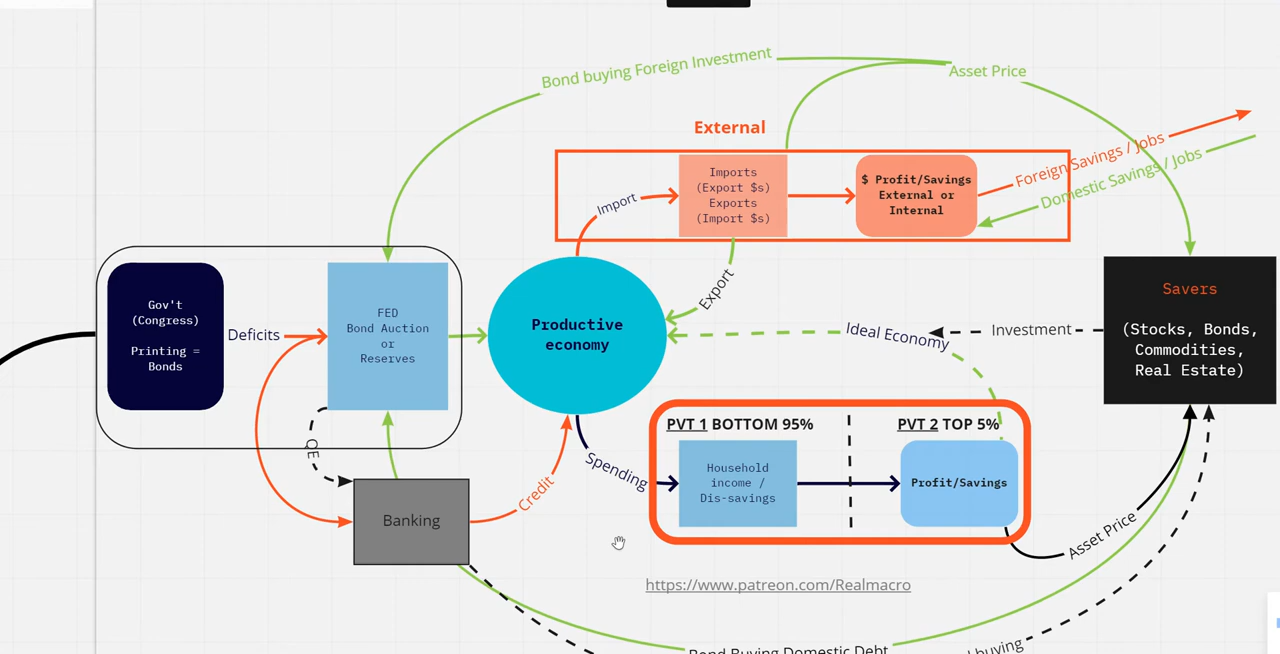 Bond buying Foreign Investment
Asset Price
External
Foreign Savings / Jobs
Domestic Savings / Jobs
Import
Imports
(Export $s)
Exports
(Import $s)
$ Profit/Savings
External or
Internal
Export
Gov't
(Congress)
Printing =
Bonds
Deficits
FED
Bond Auction
or
Reserves
Productive
economy
Ideal Economy
Investment
Savers
(Stocks, Bonds,
Commodities,
Real Estate)
QE
Banking
Credit
Spending
PVT 1 BOTTOM 95%
PVT 2 TOP 5%
Household
income /
Dis-savings
Profit/Savings
Asset Price
https://www.patreon.com/Realmacro
Bond Buying Domestic Debt
buying